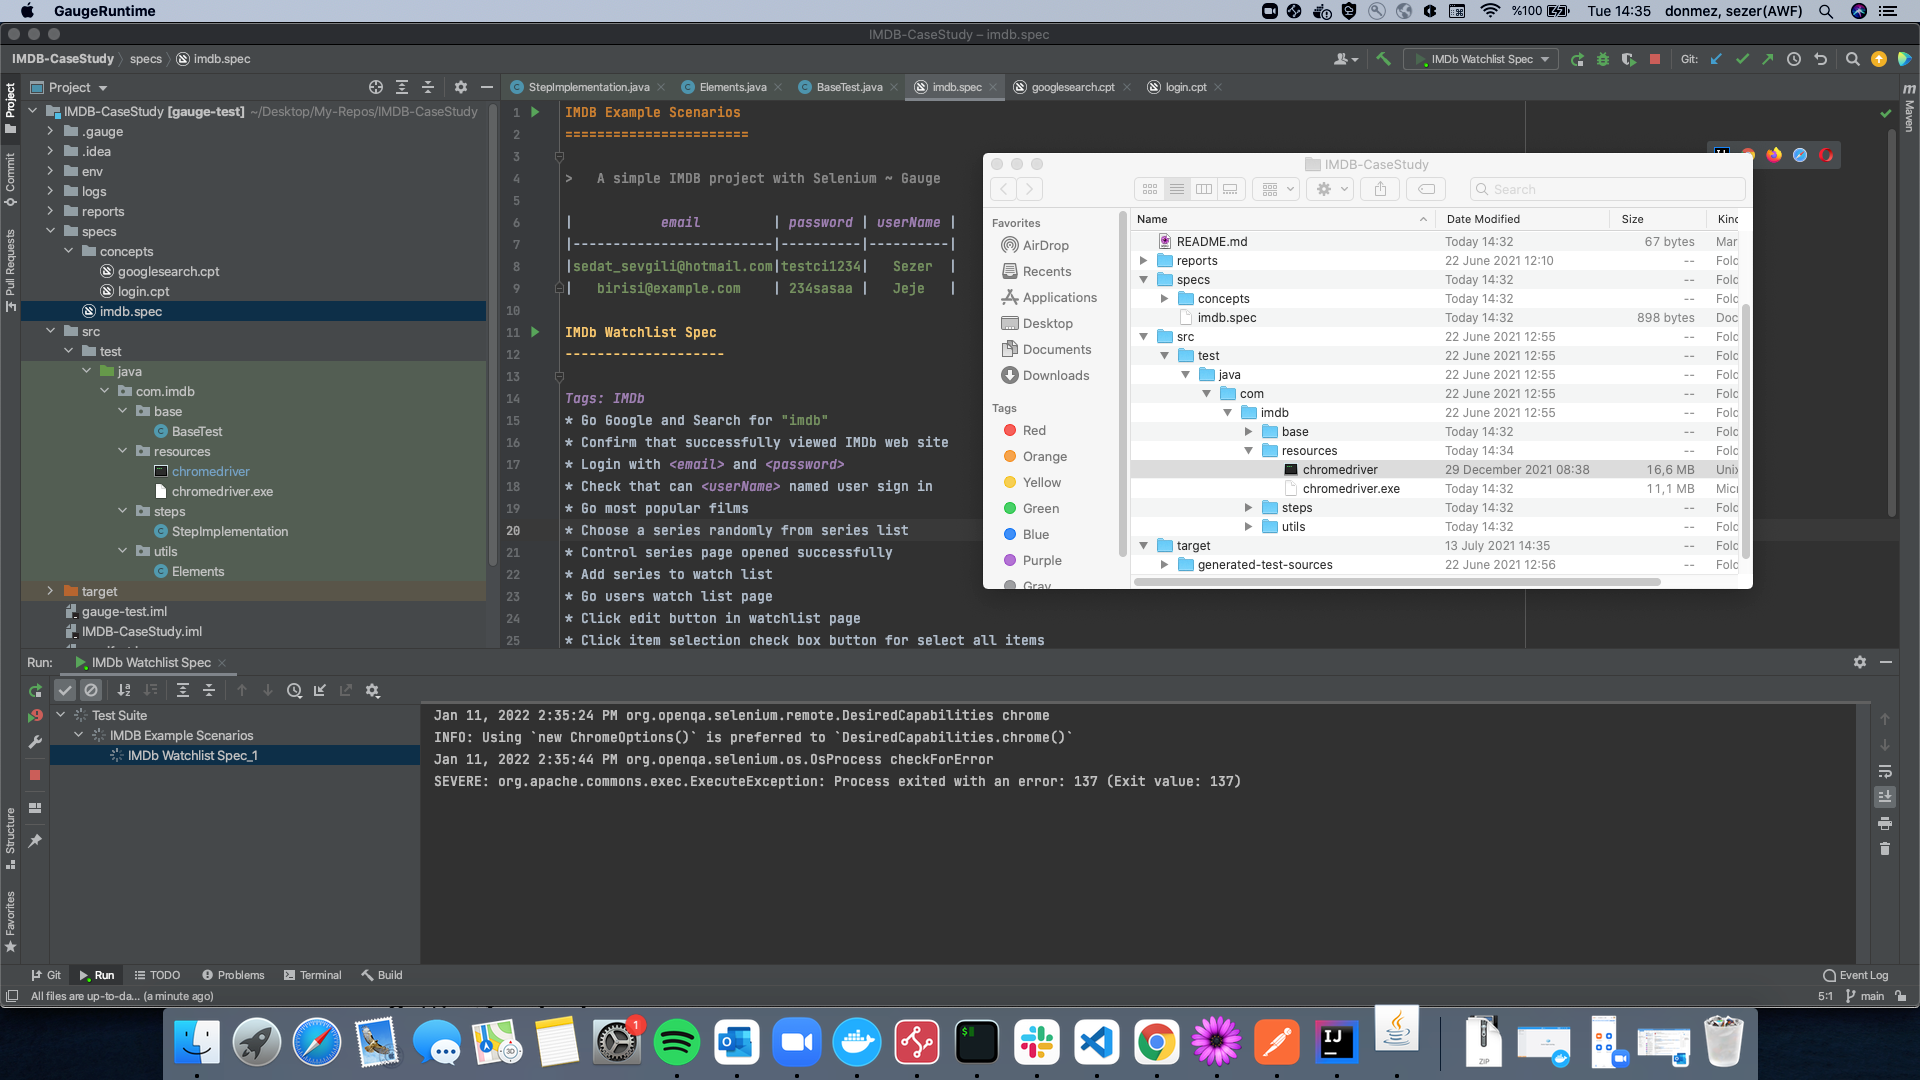 GaugeRuntime
%100
Tue 14:35
donmez, sezer(AWF)
IMDB-CaseStudy – imdb.spec
IMDB-CaseStudy
specs
imdb.spec
IMDb Watchlist Spec
Git:
Project
StepImplementation.java
Elements.java
BaseTest.java
imdb.spec
googlesearch.cpt
login.cpt
Project
Commit
Pull Requests
Structure
Favorites
Maven
IMDB-CaseStudy [gauge-test] ~/Desktop/My-Repos/IMDB-CaseStudy
.gauge
.idea
env
logs
reports
specs
concepts
googlesearch.cpt
login.cpt
imdb.spec
src
test
java
com.imdb
base
BaseTest
resources
chromedriver
chromedriver.exe
steps
StepImplementation
utils
Elements
target
gauge-test.iml
IMDB-CaseStudy.iml
1 IMDB Example Scenarios
2 =======================
3
4 > A simple IMDB project with Selenium ~ Gauge
5
6 | email | password | userName |
7 |-------------------------|----------|----------|
8 |sedat_sevgili@hotmail.com|testci1234| Sezer |
9 | birisi@example.com | 234sasaa | Jeje |
10
11 IMDb Watchlist Spec
12 --------------------
13
14 Tags: IMDb
15 * Go Google and Search for "imdb"
16 * Confirm that successfully viewed IMDb web site
17 * Login with <email> and <password>
18 * Check that can <userName> named user sign in
19 * Go most popular films
20 * Choose a series randomly from series list
21 * Control series page opened successfully
22 * Add series to watch list
23 * Go users watch list page
24 * Click edit button in watchlist page
25 * Click item selection check box button for select all items
IMDB-CaseStudy
Search
Favorites
AirDrop
Recents
Applications
Desktop
Documents
Downloads
Tags
Red
Orange
Yellow
Green
Blue
Purple
Gray
Name Date Modified Size Kind
README.md Today 14:32 67 bytes Mar
reports 22 June 2021 12:10 -- Fold
specs Today 14:32 -- Fold
concepts Today 14:32 -- Fold
imdb.spec Today 14:32 898 bytes Doc
src 22 June 2021 12:55 -- Fold
test 22 June 2021 12:55 -- Fold
java 22 June 2021 12:55 -- Fold
com 22 June 2021 12:55 -- Fold
imdb 22 June 2021 12:55 -- Fold
base Today 14:32 -- Fold
resources Today 14:34 -- Fold
chromedriver 29 December 2021 08:38 16,6 MB Unix
chromedriver.exe Today 14:32 11,1 MB Micr
steps Today 14:32 -- Fold
utils Today 14:32 -- Fold
target 13 July 2021 14:35 -- Fold
generated-test-sources 22 June 2021 12:56 -- Fold
Run: IMDb Watchlist Spec
Test Suite
IMDB Example Scenarios
IMDb Watchlist Spec_1
Jan 11, 2022 2:35:24 PM org.openqa.selenium.remote.DesiredCapabilities chrome
INFO: Using `new ChromeOptions()` is preferred to `DesiredCapabilities.chrome()`
Jan 11, 2022 2:35:44 PM org.openqa.selenium.os.OsProcess checkForError
SEVERE: org.apache.commons.exec.ExecuteException: Process exited with an error: 137 (Exit value: 137)
Git
Run
TODO
Problems
Terminal
Build
Event Log
All files are up-to-da... (a minute ago)
5:1
main
1
3D
IJ
ZIP